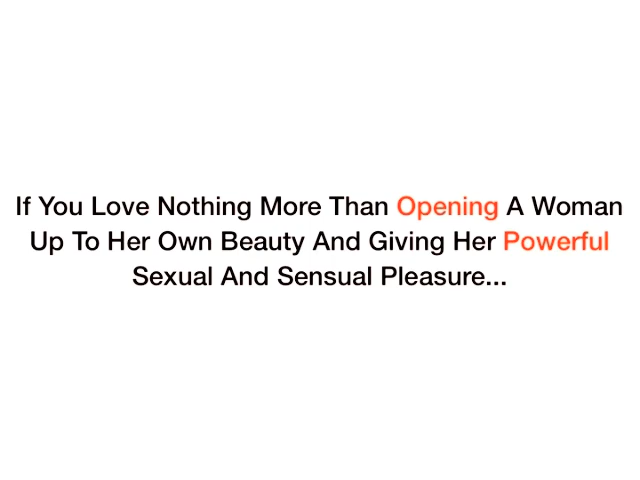 If You Love Nothing More Than Opening A Woman
Up To Her Own Beauty And Giving Her Powerful
Sexual And Sensual Pleasure...